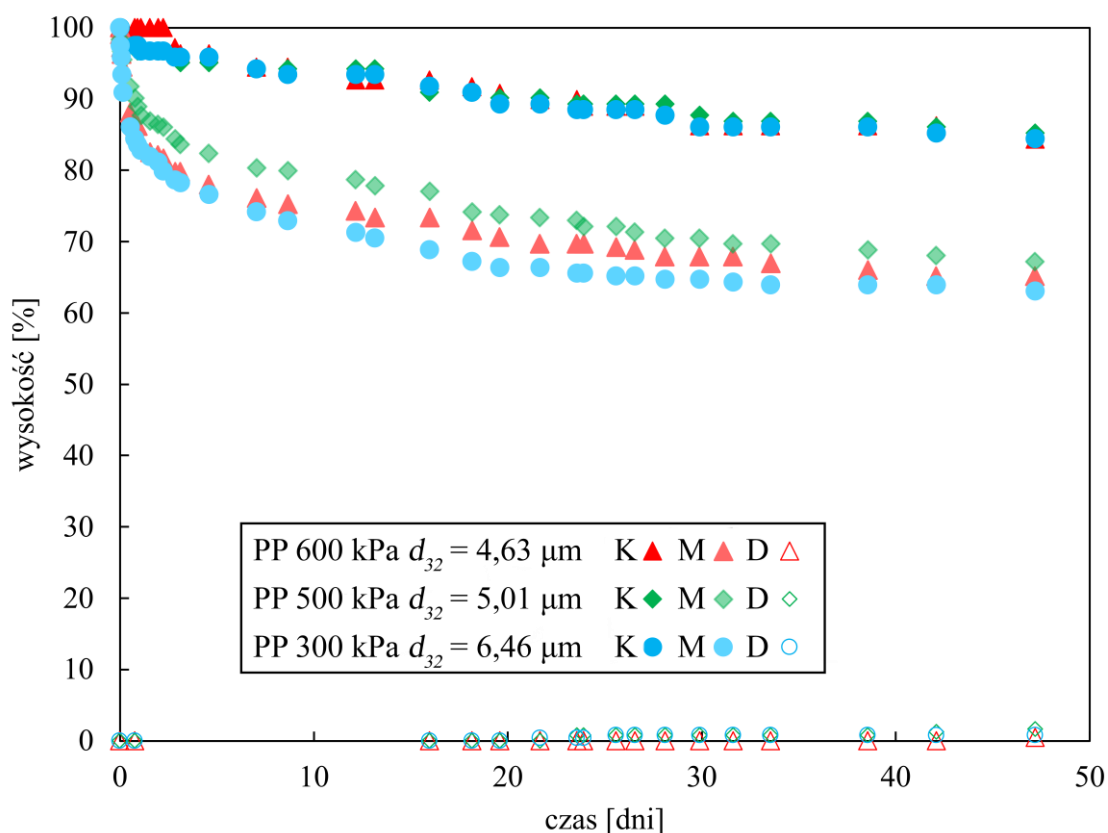 100
90
80
70
60
50
40
30
20
10
0
wysokość [%]
PP 600 kPa d32 = 4,63 μm K M D
PP 500 kPa d32 = 5,01 μm K M D
PP 300 kPa d32 = 6,46 μm K M D
0 10 20 30 40 50
czas [dni]